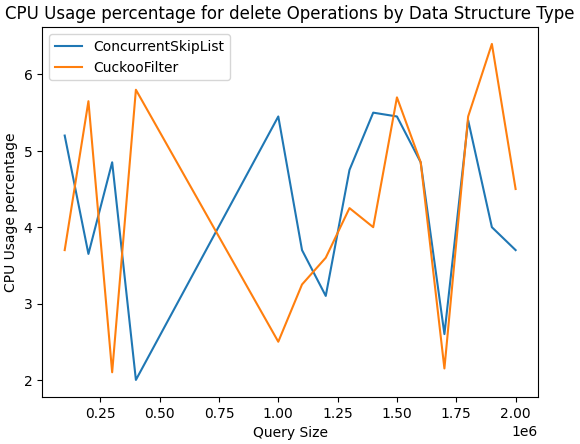 CPU Usage percentage for delete Operations by Data Structure Type
ConcurrentSkipList
CuckooFilter
CPU Usage percentage
6
5
4
3
2
0.25
0.50
0.75
1.00
1.25
1.50
1.75
2.00
1e6
Query Size